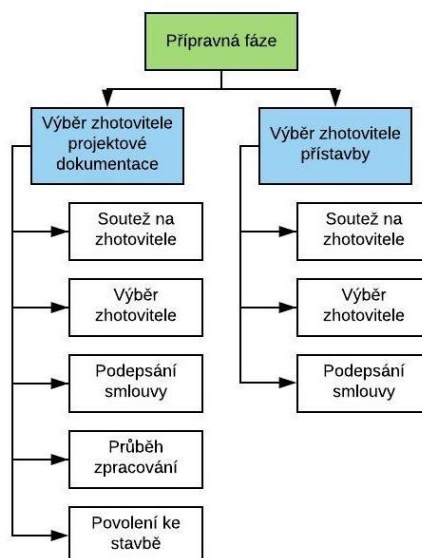 Přípravná fáze
Výběr zhotovitele
projektové
dokumentace
Soutež na
zhotovitele
Výběr
zhotovitele
Podepsání
smlouvy
Průběh
zpracování
Povolení ke
stavbě
Výběr zhotovitele
přístavby
Soutež na
zhotovitele
Výběr
zhotovitele
Podepsání
smlouvy